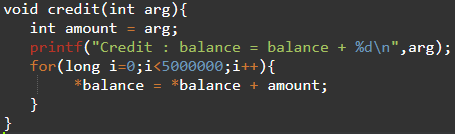 void credit(int arg){
int amount = arg;
printf("Credit : balance = balance + %d\n",arg);
for(long i=0;i<5000000;i++){
*balance = *balance + amount;
}
}